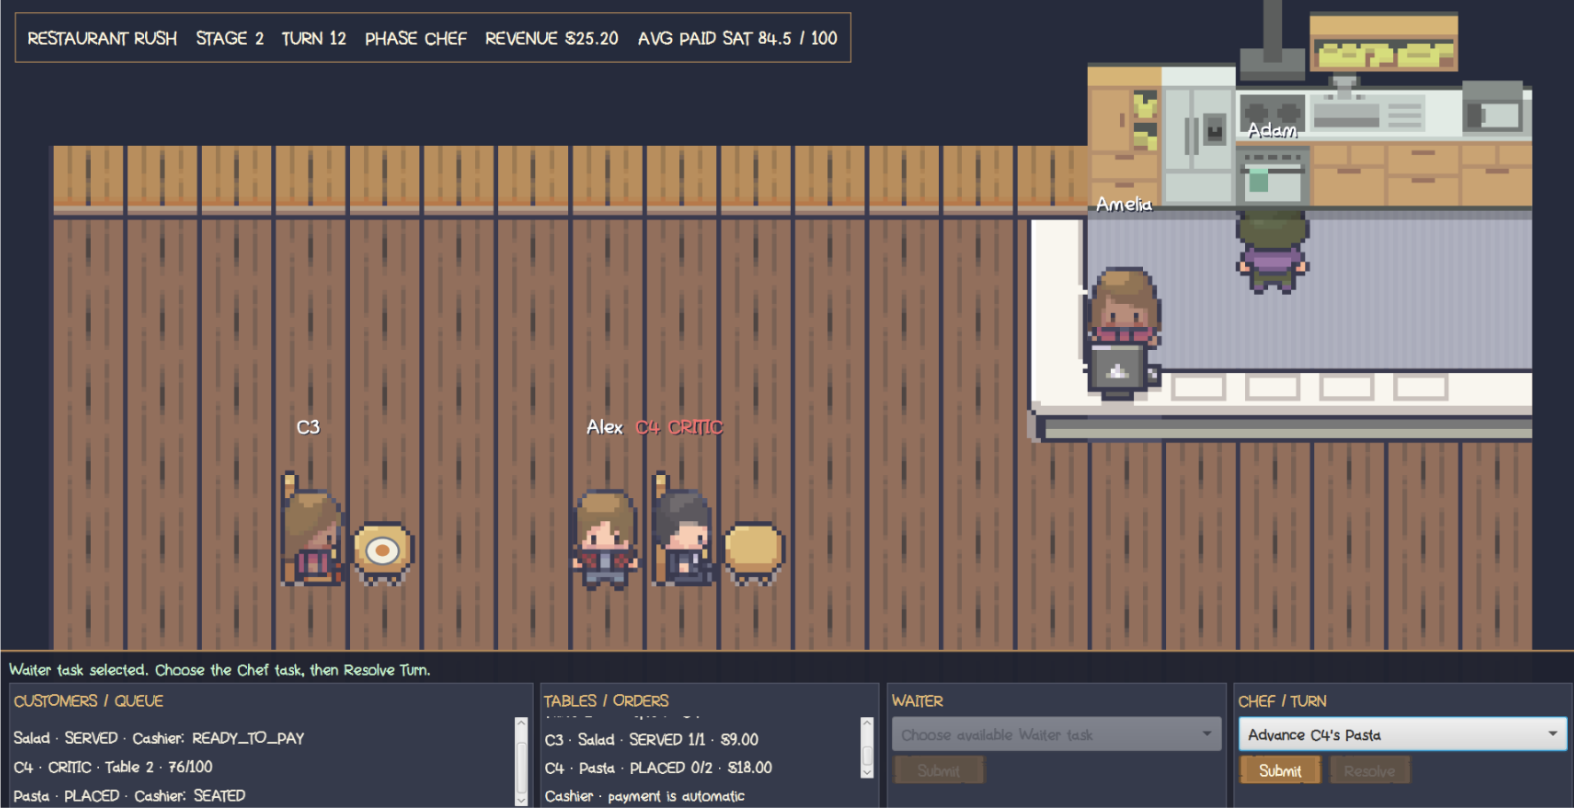 RESTAURANT RUSH STAGE 2 TURN 12 PHASE CHEF REVENUE $25.20 AVG PAID SAT 84.5 / 100
Adam
Amelia
C3
Alex C4 CRITIC
Waiter task selected. Choose the Chef task, then Resolve Turn.
CUSTOMERS / QUEUE
Salad · SERVED · Cashier: READY_TO_PAY
C4 · CRITIC · Table 2 · 76/100
Pasta · PLACED · Cashier: SEATED
TABLES / ORDERS
C3 · Salad · SERVED 1/1 · $9.00
C4 · Pasta · PLACED 0/2 · $18.00
Cashier · payment is automatic
WAITER
Choose available Waiter task
Submit
CHEF / TURN
Advance C4's Pasta
Submit Resolve